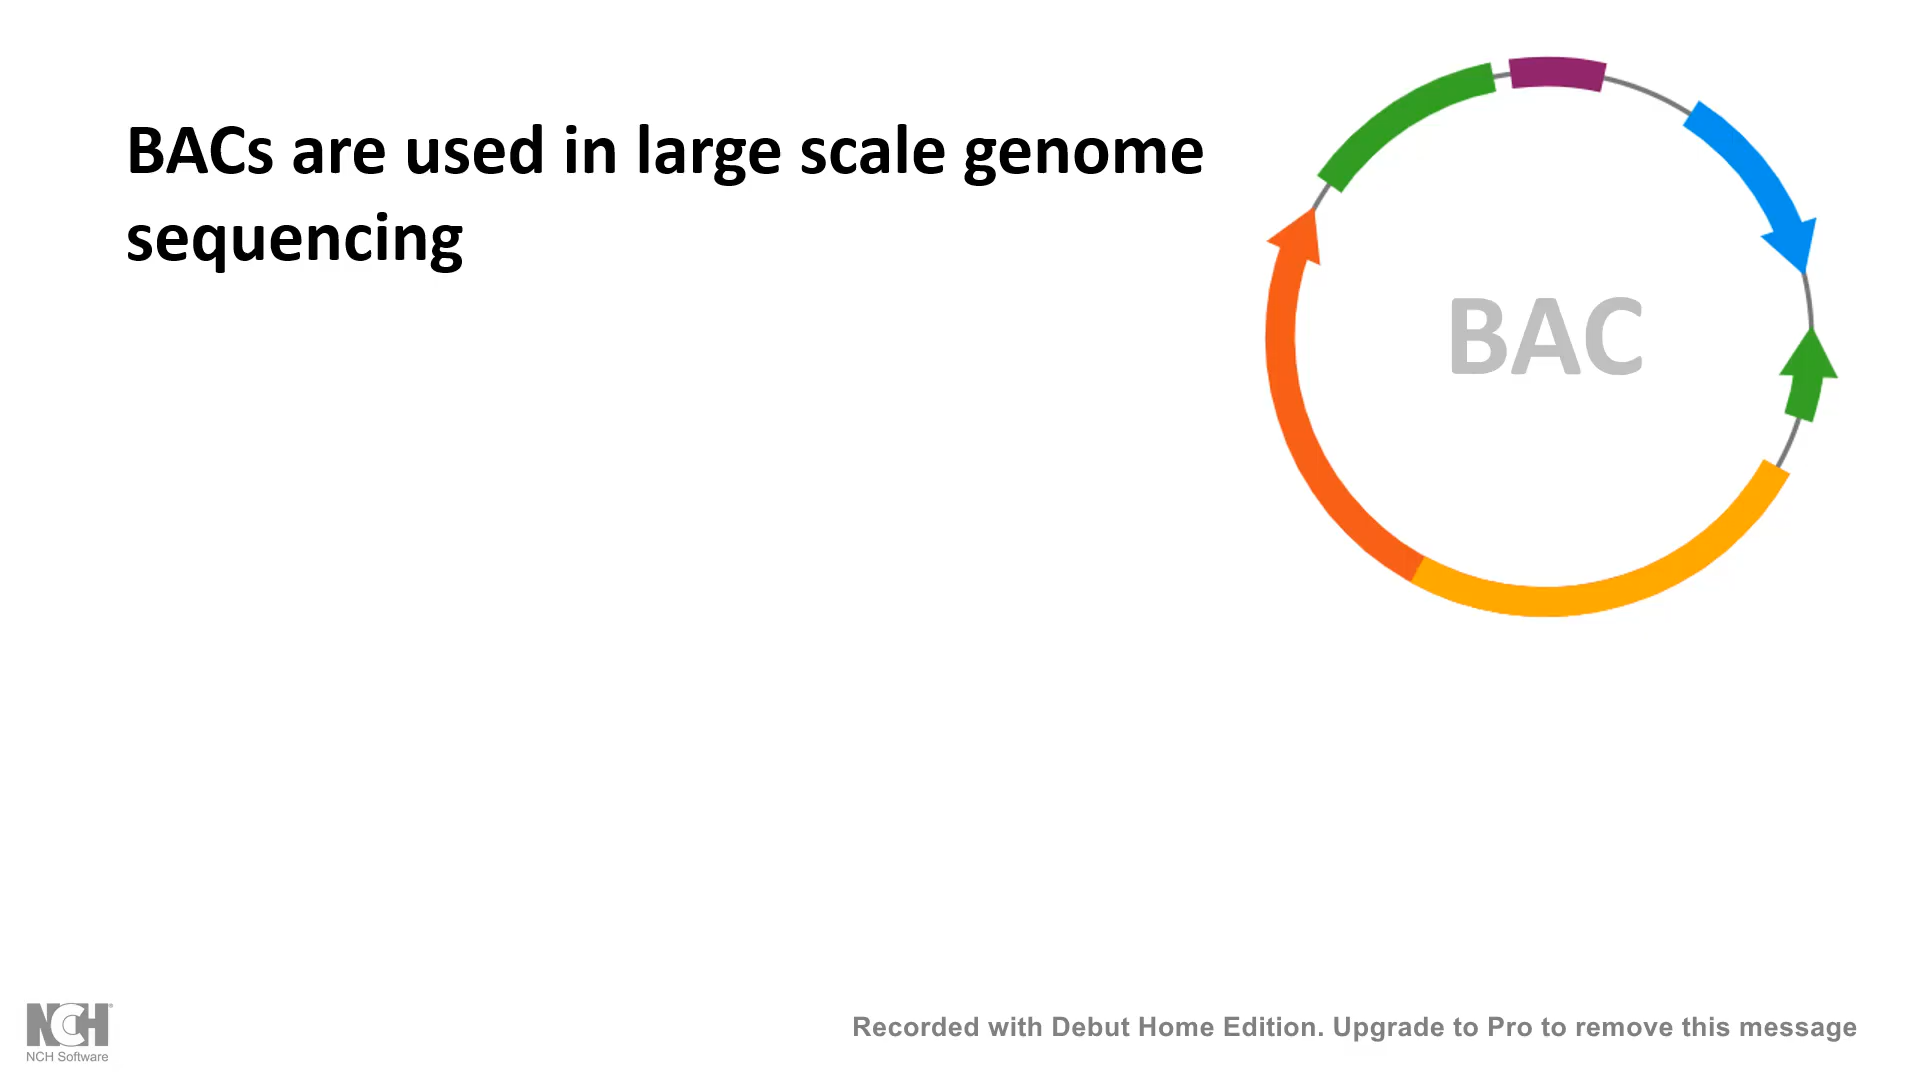 BACs are used in large scale genome
sequencing
BAC
NCH
NCH Software
Recorded with Debut Home Edition. Upgrade to Pro to remove this message